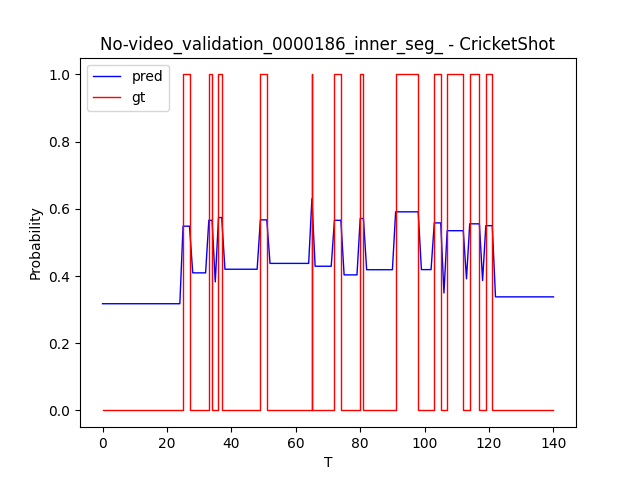 No-video_validation_0000186_inner_seg_ - CricketShot
pred
gt
1.0
0.8
0.6
0.4
0.2
0.0
Probability
0 20 40 60 80 100 120 140
T